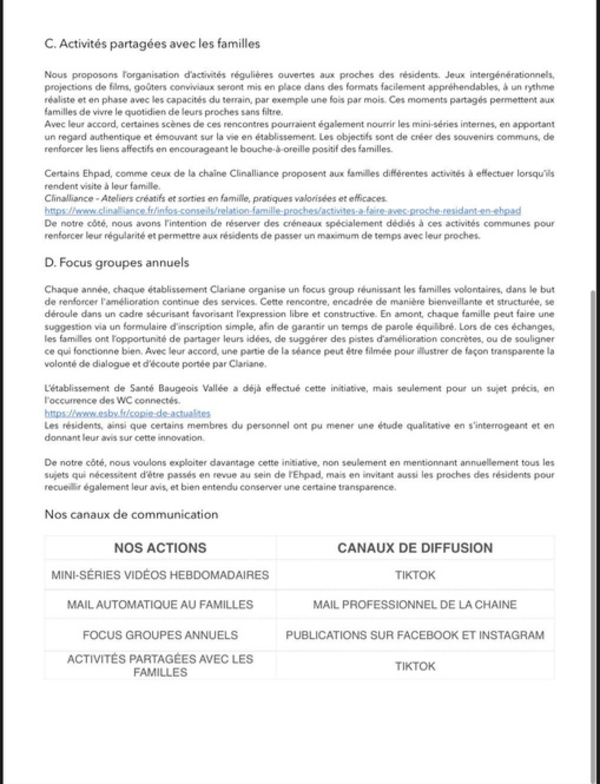 C. Activités partagées avec les familles
Nous proposons l'organisation d'activités régulières ouvertes aux proches des résidents. Jeux intergénérationnels,
projections de films, goûters conviviaux seront mis en place dans des formats facilement appréhendables, à un rythme
réaliste et en phase avec les capacités du terrain, par exemple une fois par mois. Ces moments partagés permettent aux
familles de vivre le quotidien de leurs proches sans filtre.
Avec leur accord, certaines scènes de ces rencontres pourraient également nourrir les mini-séries internes, en apportant
un regard authentique et émouvant sur la vie en établissement. Les objectifs sont de créer des souvenirs communs, de
renforcer les liens affectifs en encourageant le bouche-à-oreille positif des familles.
Certains Ehpad, comme ceux de la chaîne Clinalliance proposent aux familles différentes activités à effectuer lorsqu'ils
rendent visite à leur famille.
Clinalliance – Ateliers créatifs et sorties en famille, pratiques valorisées et efficaces.
https://www.clinalliance.fr/infos-conseils/relation-famille-proches/activites-a-faire-avec-proche-residant-en-ehpad
De notre côté, nous avons l'intention de réserver des créneaux spécialement dédiés à ces activités communes pour
renforcer leur régularité et permettre aux résidents de passer un maximum de temps avec leur proches.
D. Focus groupes annuels
Chaque année, chaque établissement Clariane organise un focus group réunissant les familles volontaires, dans le but
de renforcer l'amélioration continue des services. Cette rencontre, encadrée de manière bienveillante et structurée, se
déroule dans un cadre sécurisant favorisant l'expression libre et constructive. En amont, chaque famille peut faire une
suggestion via un formulaire d'inscription simple, afin de garantir un temps de parole équilibré. Lors de ces échanges,
les familles ont l'opportunité de partager leurs idées, de suggérer des pistes d'amélioration concrètes, ou de souligner
ce qui fonctionne bien. Avec leur accord, une partie de la séance peut être filmée pour illustrer de façon transparente la
volonté de dialogue et d'écoute portée par Clariane.
L'établissement de Santé Baugeois Vallée a déjà effectué cette initiative, mais seulement pour un sujet précis, en
l'occurence des WC connectés.
https://www.esbv.fr/copie-de-actualites
Les résidents, ainsi que certains membres du personnel ont pu mener une étude qualitative en s'interrogeant et en
donnant leur avis sur cette innovation.
De notre côté, nous voulons exploiter davantage cette initiative, non seulement en mentionnant annuellement tous les
sujets qui nécessitent d'être passés en revue au sein de l'Ehpad, mais en invitant aussi les proches des résidents pour
recueillir également leur avis, et bien entendu conserver une certaine transparence.
Nos canaux de communication
NOS ACTIONS CANAUX DE DIFFUSION
MINI-SÉRIES VIDÉOS HEBDOMADAIRES TIKTOK
MAIL AUTOMATIQUE AU FAMILLES MAIL PROFESSIONNEL DE LA CHAINE
FOCUS GROUPES ANNUELS PUBLICATIONS SUR FACEBOOK ET INSTAGRAM
ACTIVITÉS PARTAGÉES AVEC LES
FAMILLES TIKTOK